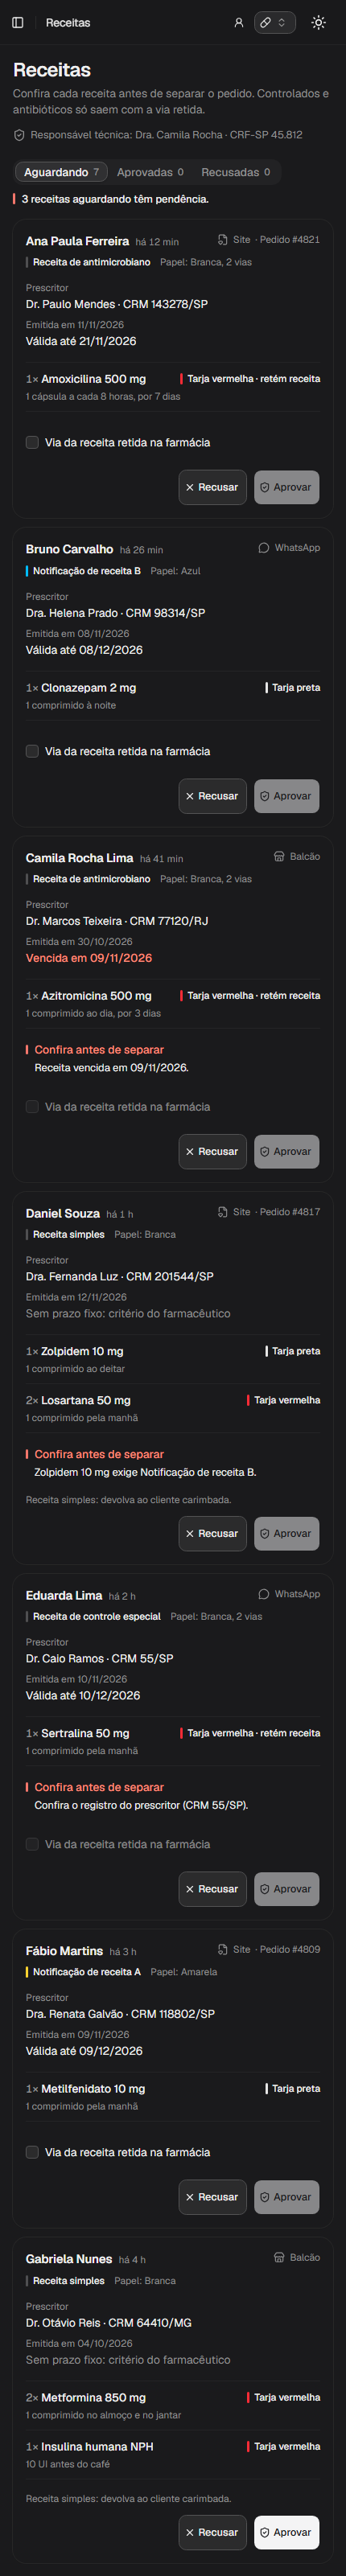 Receitas
Receitas
Confira cada receita antes de separar o pedido. Controlados e
antibióticos só saem com a via retida.
Responsável técnica: Dra. Camila Rocha · CRF-SP 45.812
Aguardando 7 Aprovadas 0 Recusadas 0
3 receitas aguardando têm pendência.
Ana Paula Ferreira há 12 min Site · Pedido #4821
Receita de antimicrobiano Papel: Branca, 2 vias
Prescritor
Dr. Paulo Mendes · CRM 143278/SP
Emitida em 11/11/2026
Válida até 21/11/2026
1× Amoxicilina 500 mg Tarja vermelha · retém receita
1 cápsula a cada 8 horas, por 7 dias
Via da receita retida na farmácia
Recusar Aprovar
Bruno Carvalho há 26 min WhatsApp
Notificação de receita B Papel: Azul
Prescritor
Dra. Helena Prado · CRM 98314/SP
Emitida em 08/11/2026
Válida até 08/12/2026
1× Clonazepam 2 mg Tarja preta
1 comprimido à noite
Via da receita retida na farmácia
Recusar Aprovar
Camila Rocha Lima há 41 min Balcão
Receita de antimicrobiano Papel: Branca, 2 vias
Prescritor
Dr. Marcos Teixeira · CRM 77120/RJ
Emitida em 30/10/2026
Vencida em 09/11/2026
1× Azitromicina 500 mg Tarja vermelha · retém receita
1 comprimido ao dia, por 3 dias
Confira antes de separar
Receita vencida em 09/11/2026.
Via da receita retida na farmácia
Recusar Aprovar
Daniel Souza há 1 h Site · Pedido #4817
Receita simples Papel: Branca
Prescritor
Dra. Fernanda Luz · CRM 201544/SP
Emitida em 12/11/2026
Sem prazo fixo: critério do farmacêutico
1× Zolpidem 10 mg Tarja preta
1 comprimido ao deitar
2× Losartana 50 mg Tarja vermelha
1 comprimido pela manhã
Confira antes de separar
Zolpidem 10 mg exige Notificação de receita B.
Receita simples: devolva ao cliente carimbada.
Recusar Aprovar
Eduarda Lima há 2 h WhatsApp
Receita de controle especial Papel: Branca, 2 vias
Prescritor
Dr. Caio Ramos · CRM 55/SP
Emitida em 10/11/2026
Válida até 10/12/2026
1× Sertralina 50 mg Tarja vermelha · retém receita
1 comprimido pela manhã
Confira antes de separar
Confira o registro do prescritor (CRM 55/SP).
Via da receita retida na farmácia
Recusar Aprovar
Fábio Martins há 3 h Site · Pedido #4809
Notificação de receita A Papel: Amarela
Prescritor
Dra. Renata Galvão · CRM 118802/SP
Emitida em 09/11/2026
Válida até 09/12/2026
1× Metilfenidato 10 mg Tarja preta
1 comprimido pela manhã
Via da receita retida na farmácia
Recusar Aprovar
Gabriela Nunes há 4 h Balcão
Receita simples Papel: Branca
Prescritor
Dr. Otávio Reis · CRM 64410/MG
Emitida em 04/10/2026
Sem prazo fixo: critério do farmacêutico
2× Metformina 850 mg Tarja vermelha
1 comprimido no almoço e no jantar
1× Insulina humana NPH Tarja vermelha
10 UI antes do café
Receita simples: devolva ao cliente carimbada.
Recusar Aprovar